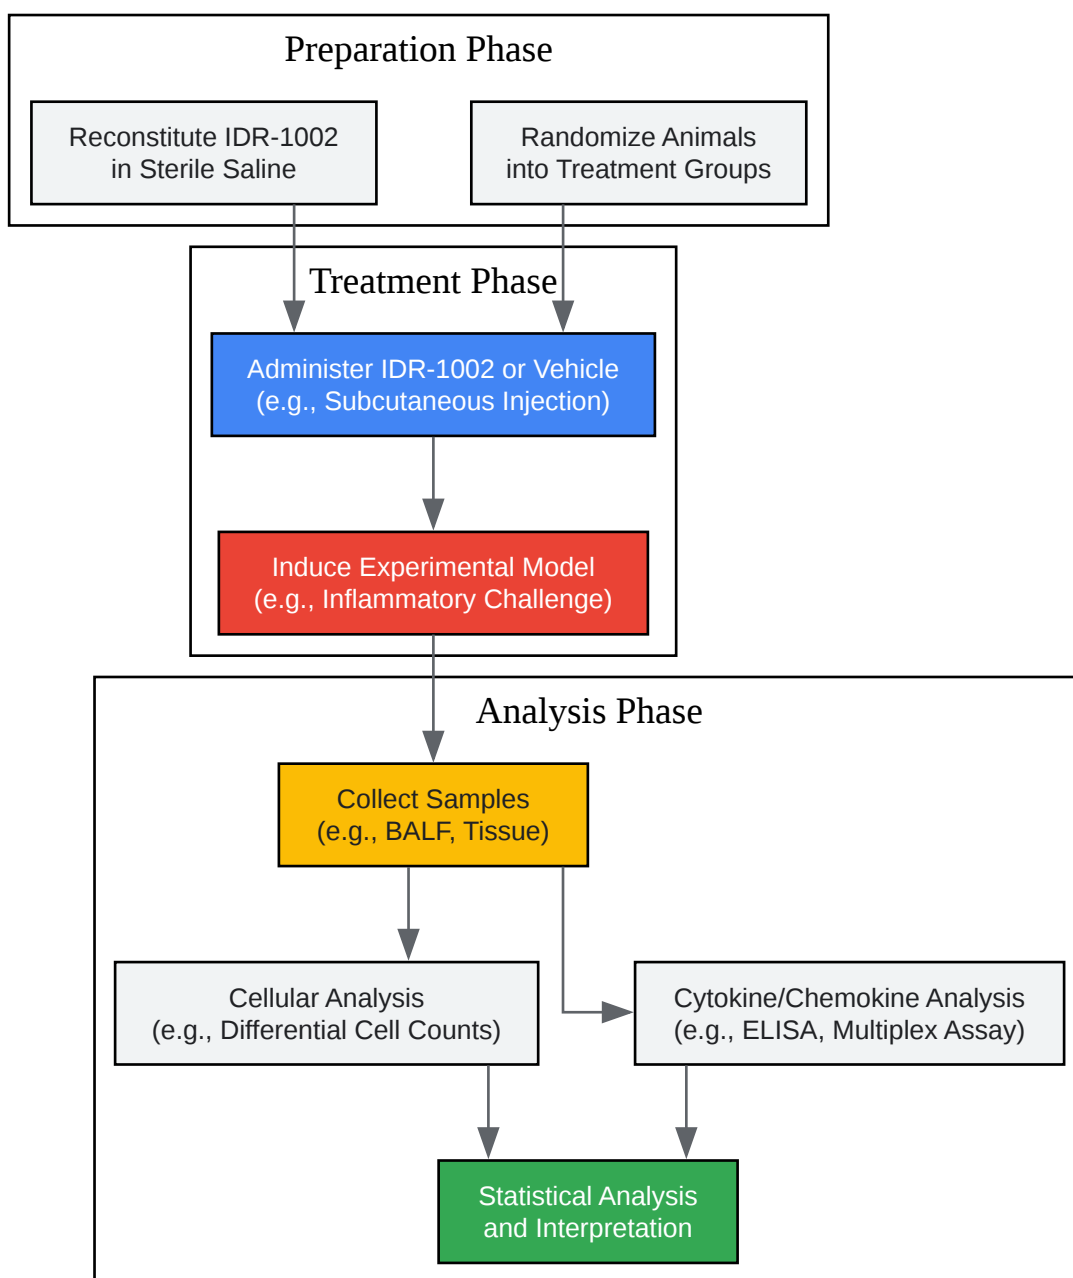 Preparation Phase
Reconstitute IDR-1002
in Sterile Saline
Randomize Animals
into Treatment Groups
Treatment Phase
Administer IDR-1002 or Vehicle
(e.g., Subcutaneous Injection)
Induce Experimental Model
(e.g., Inflammatory Challenge)
Analysis Phase
Collect Samples
(e.g., BALF, Tissue)
Cellular Analysis
(e.g., Differential Cell Counts)
Cytokine/Chemokine Analysis
(e.g., ELISA, Multiplex Assay)
Statistical Analysis
and Interpretation